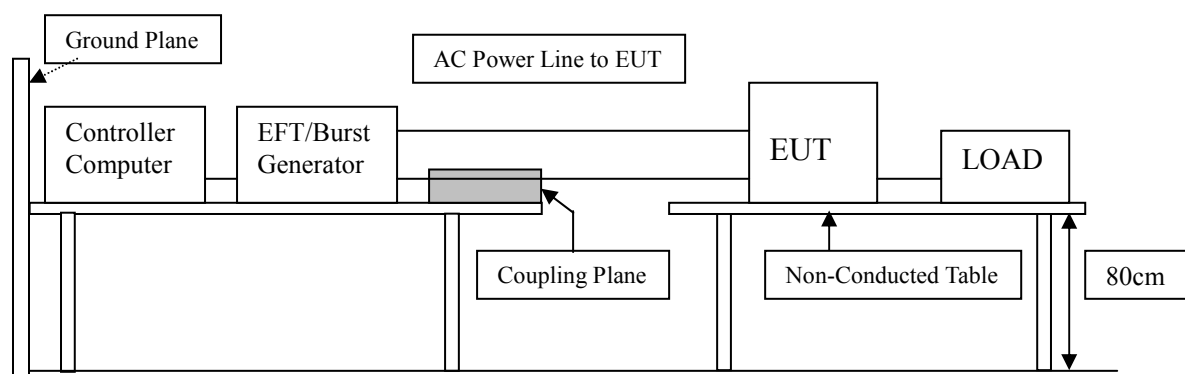 Ground Plane
AC Power Line to EUT
Controller
Computer
EFT/Burst
Generator
EUT
LOAD
Coupling Plane
Non-Conducted Table
80cm